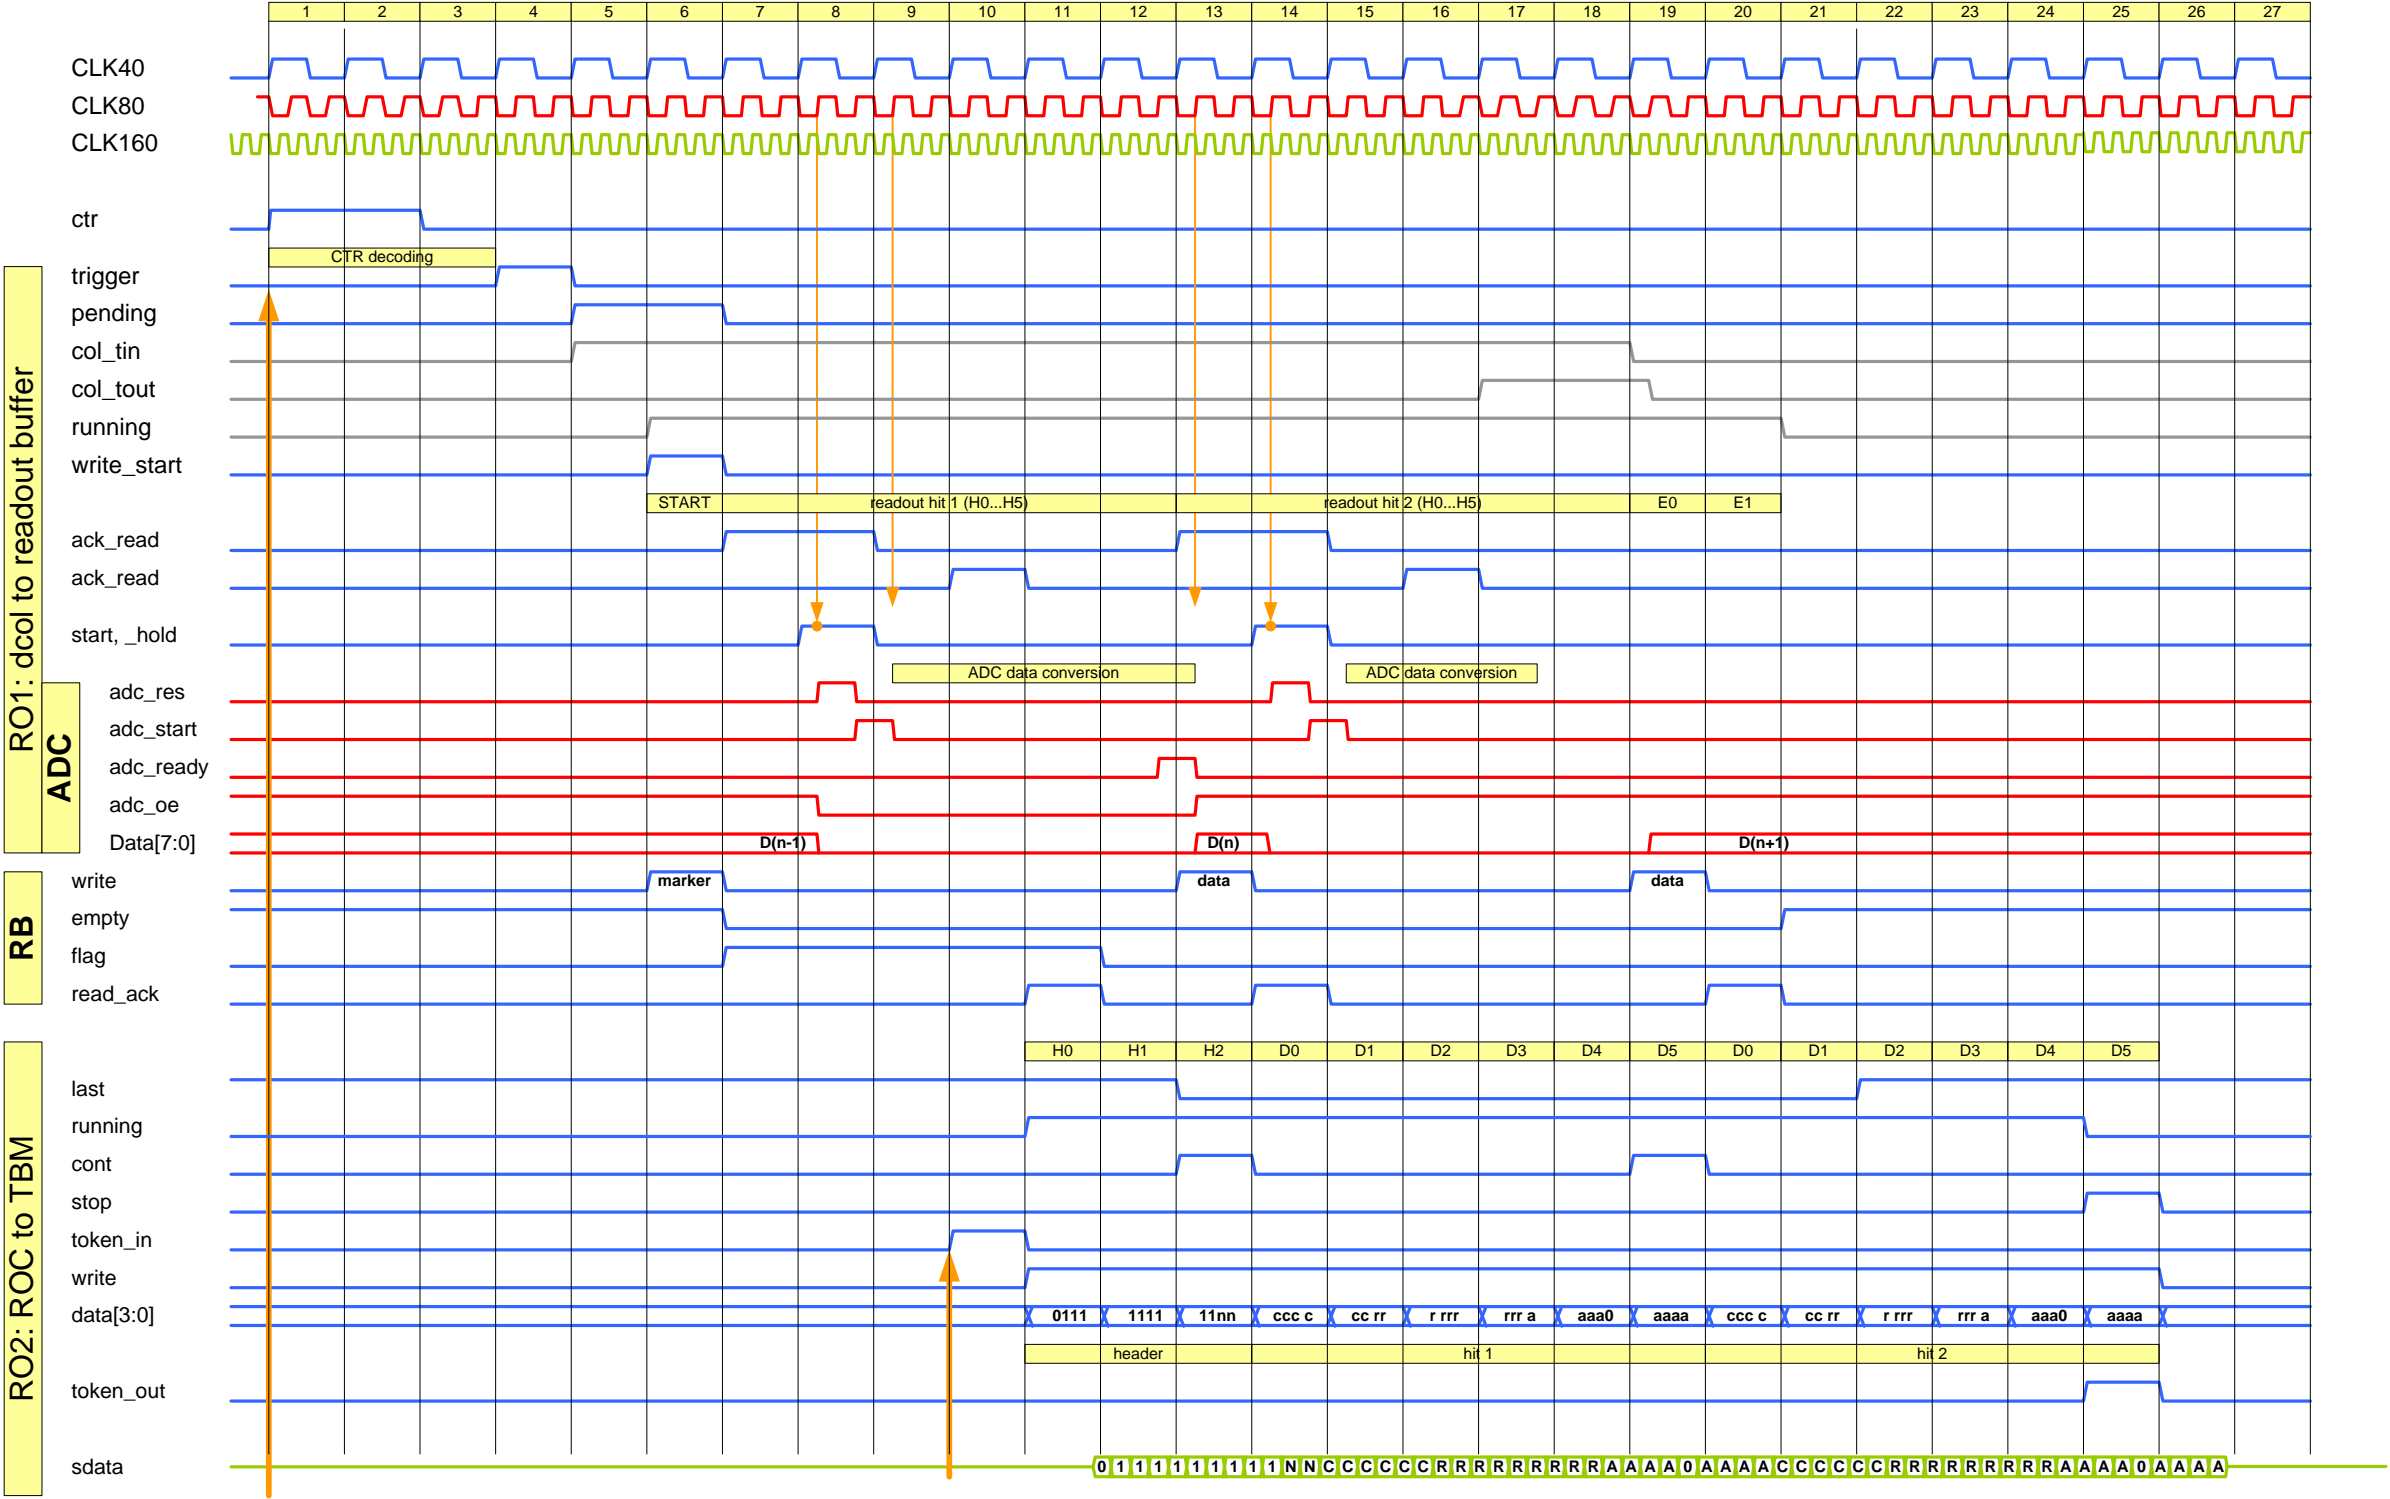 1 2 3 4 5 6 7 8 9 10 11 12 13 14 15 16 17 18 19 20 21 22 23 24 25 26 27
CLK40
CLK80
CLK160
ctr
CTR decoding
RO1: dcol to readout buffer
trigger
pending
col_tin
col_tout
running
write_start
START readout hit 1 (H0...H5) readout hit 2 (H0...H5) E0 E1
ack_read
ack_read
start, _hold
ADC data conversion ADC data conversion
ADC
adc_res
adc_start
adc_ready
adc_oe
Data[7:0] D(n-1) D(n) D(n+1)
RB
write marker data data
empty
flag
read_ack
RO2: ROC to TBM
H0 H1 H2 D0 D1 D2 D3 D4 D5 D0 D1 D2 D3 D4 D5
last
running
cont
stop
token_in
write
data[3:0] 0111 1111 11nn ccc c cc rr r rrr rrr a aaa0 aaaa ccc c cc rr r rrr rrr a aaa0 aaaa
header hit 1 hit 2
token_out
sdata 0 1 1 1 1 1 1 1 1 1 N N C C C C C C R R R R R R R R R A A A A 0 A A A A C C C C C C R R R R R R R R R A A A A 0 A A A A